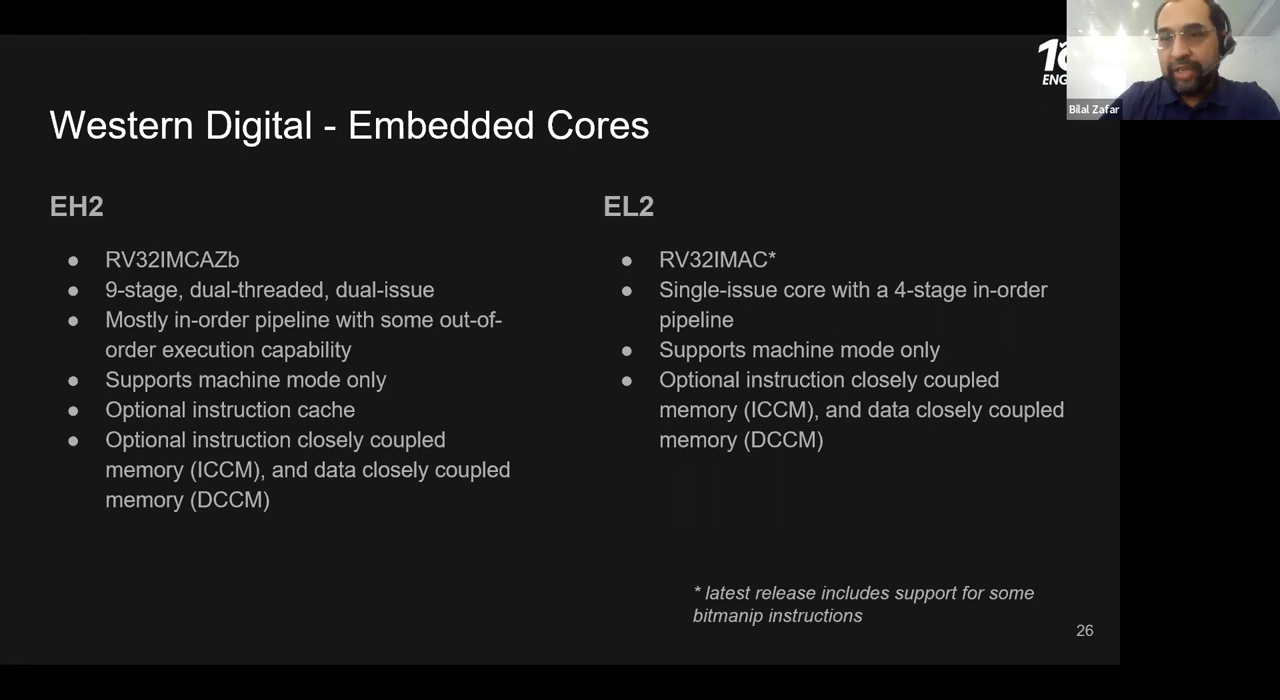 Bilal Zafar
Western Digital - Embedded Cores
EH2
● RV32IMCAZb
● 9-stage, dual-threaded, dual-issue
● Mostly in-order pipeline with some out-of-
order execution capability
● Supports machine mode only
● Optional instruction cache
● Optional instruction closely coupled
memory (ICCM), and data closely coupled
memory (DCCM)
EL2
● RV32IMAC*
● Single-issue core with a 4-stage in-order
pipeline
● Supports machine mode only
● Optional instruction closely coupled
memory (ICCM), and data closely coupled
memory (DCCM)
* latest release includes support for some
bitmanip instructions
26